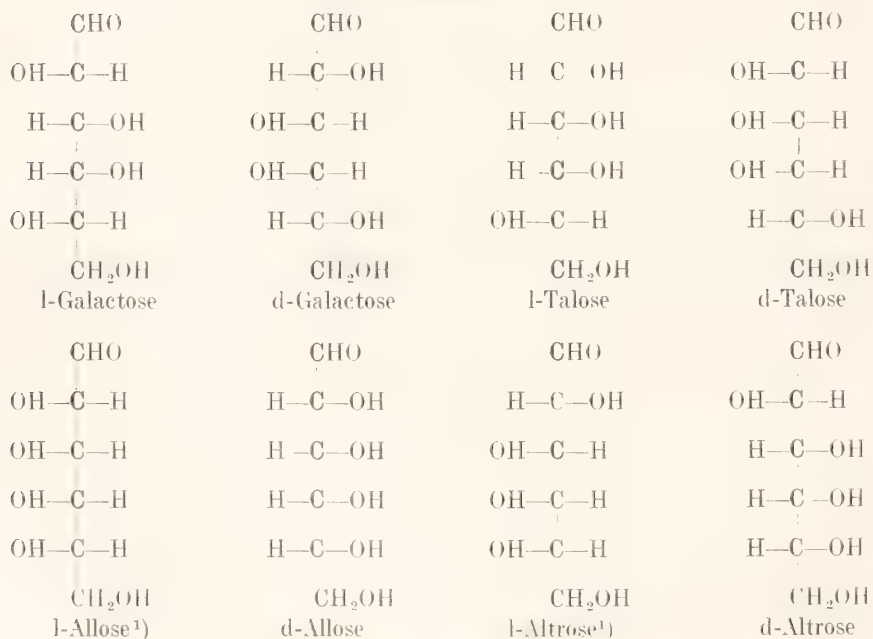 CHO CHO CHO CHO
OH—C—H H—C—OH H C OH OH—C—H
H—C—OH OH—C—H H—C—OH OH—C—H
H—C—OH OH—C—H H—C—OH OH—C—H
OH—C—H H—C—OH OH—C—H H—C—OH
CH₂OH CH₂OH CH₂OH CH₂OH
l-Galactose d-Galactose l-Talose d-Talose
CHO CHO CHO CHO
OH—C—H H—C—OH H—C—OH OH—C—H
OH—C—H H—C—OH OH—C—H H—C—OH
OH—C—H H—C—OH OH—C—H H—C—OH
OH—C—H H—C—OH OH—C—H H—C—OH
CH₂OH CH₂OH CH₂OH CH₂OH
l-Allose¹) d-Allose l-Altrose¹) d-Altrose